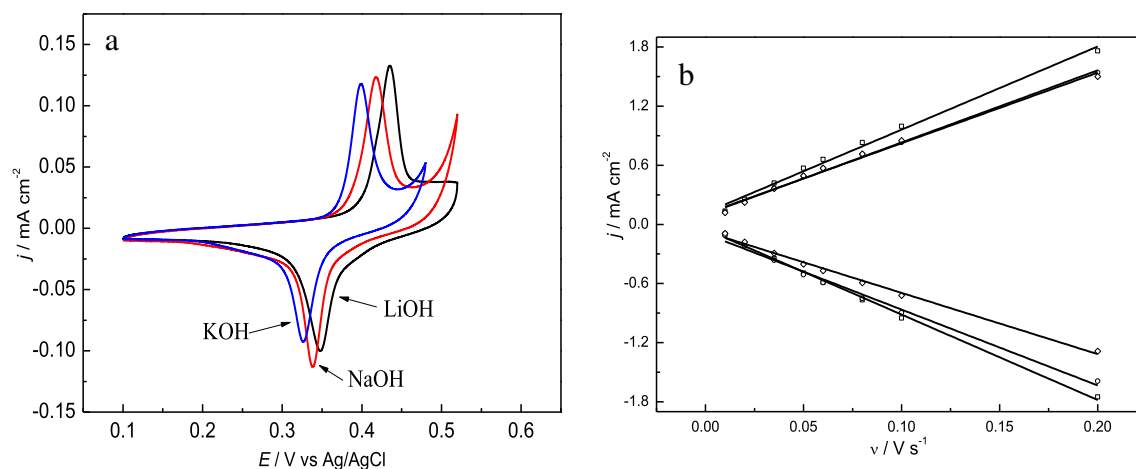 a
0.15
0.10
0.05
0.00
-0.05
-0.10
-0.15
j / mA cm-2
0.1 0.2 0.3 0.4 0.5 0.6
E / V vs Ag/AgCl
KOH
LiOH
NaOH
b
1.8
1.2
0.6
0.0
-0.6
-1.2
-1.8
j / mA cm-2
0.00 0.05 0.10 0.15 0.20
ν / V s-1